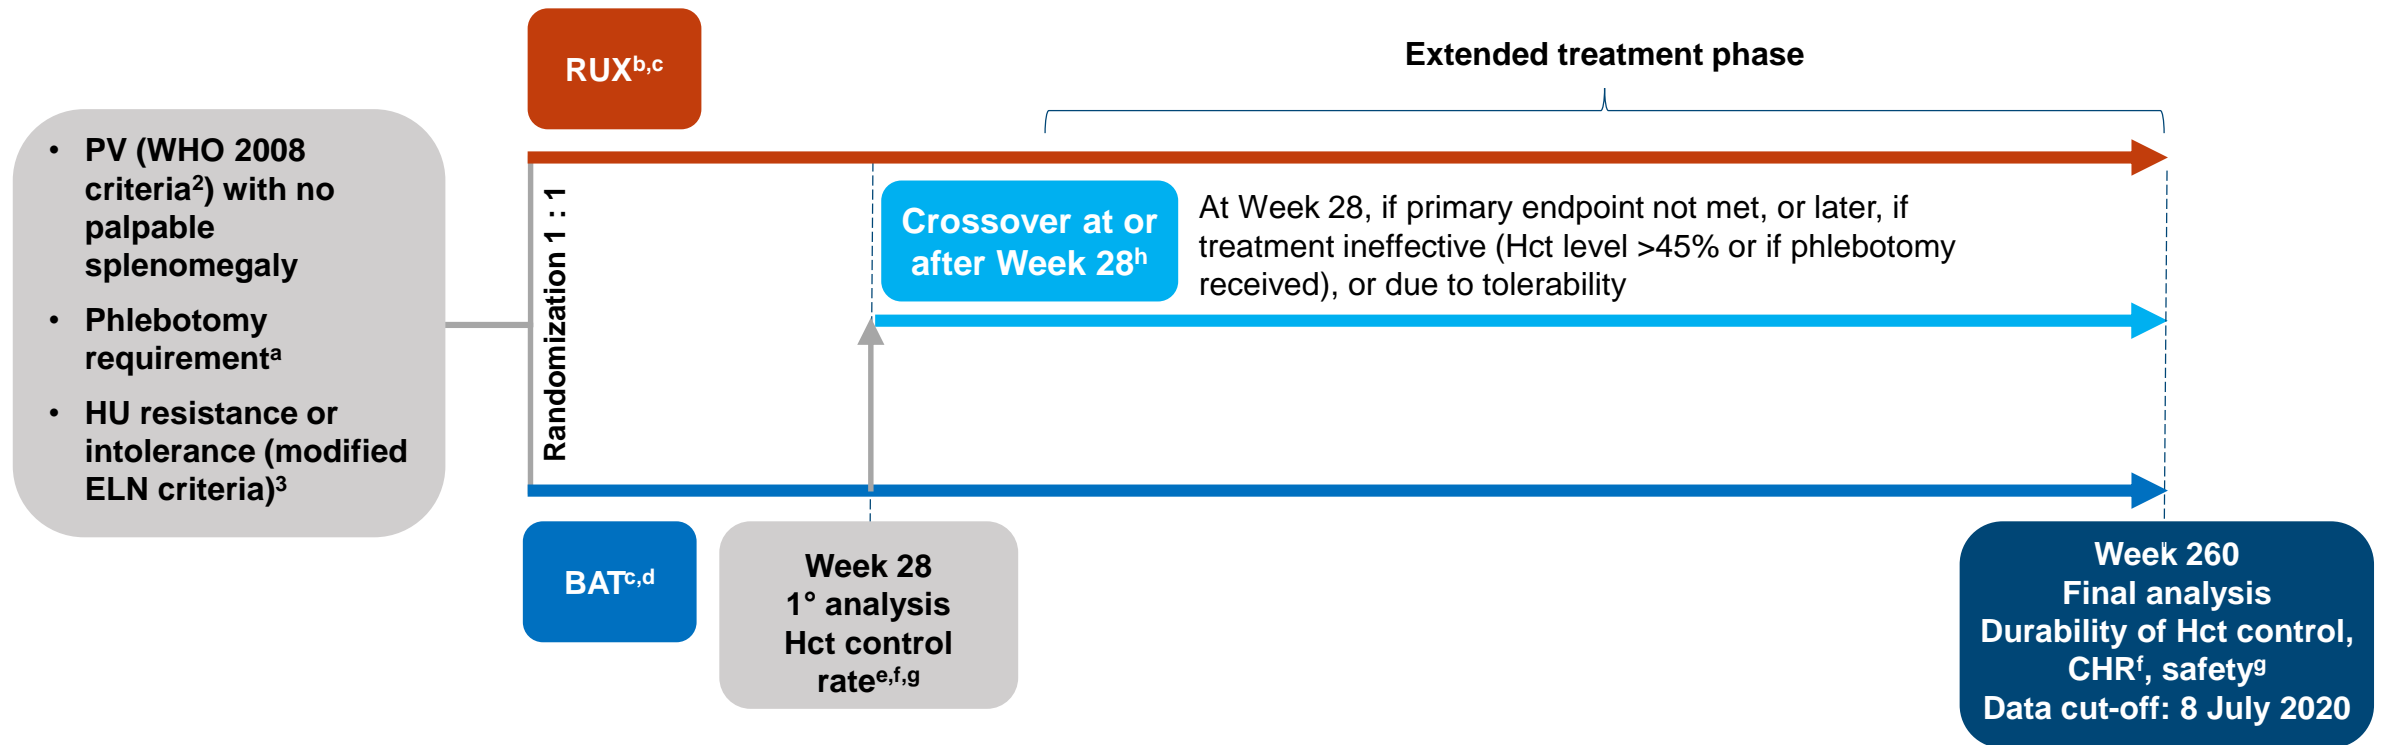 RUXb,c
Extended treatment phase
• PV (WHO 2008
criteria2) with no
palpable
splenomegaly
• Phlebotomy
requirementa
• HU resistance or
intolerance (modified
ELN criteria)3
Randomization 1 : 1
Crossover at or
after Week 28h
At Week 28, if primary endpoint not met, or later, if
treatment ineffective (Hct level >45% or if phlebotomy
received), or due to tolerability
BATc,d
Week 28
1° analysis
Hct control
ratee,f,g
Week 260
Final analysis
Durability of Hct control,
CHRf, safetyg
Data cut-off: 8 July 2020